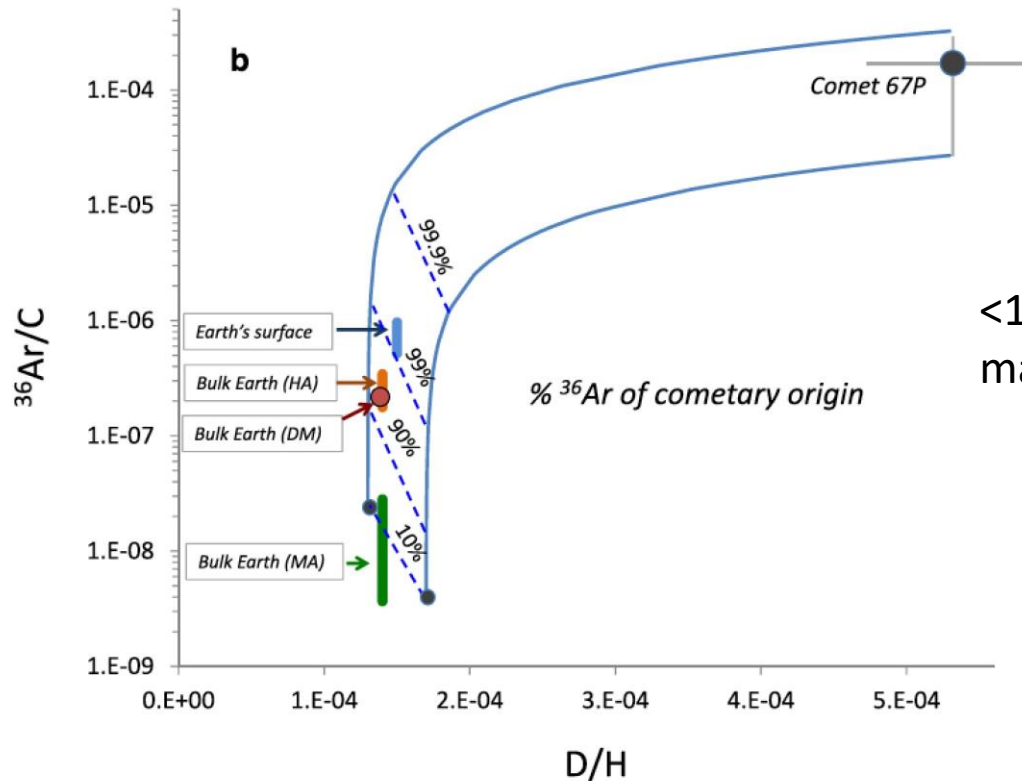 b
1.E-04
1.E-05
1.E-06
1.E-07
1.E-08
1.E-09
³⁶Ar/C
Comet 67P
99.9%
Earth's surface
99%
Bulk Earth (HA)
% ³⁶Ar of cometary origin
Bulk Earth (DM)
90%
10%
Bulk Earth (MA)
<1
ma
0.E+00
1.E-04
2.E-04
3.E-04
4.E-04
5.E-04
D/H